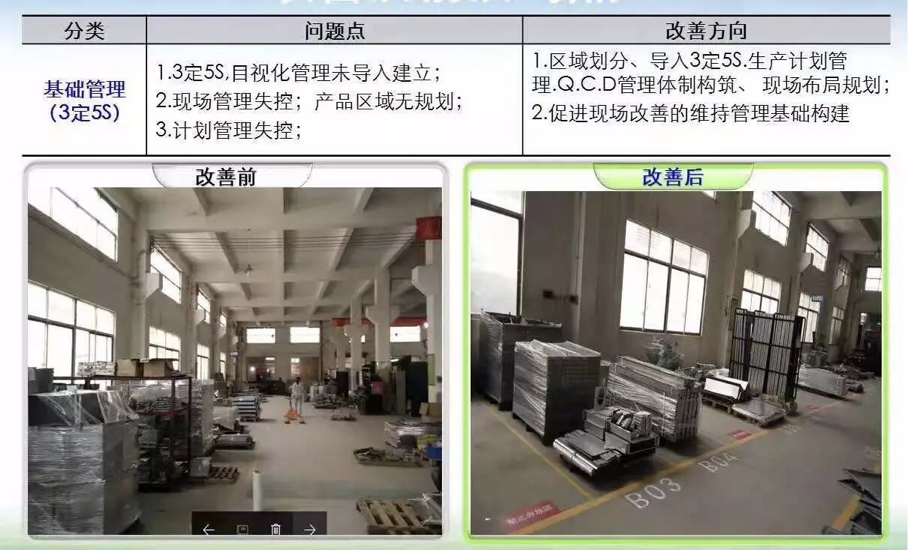 分类
问题点
改善方向
基础管理
(3定5S)
1.3定5S,目视化管理未导入建立；
2.现场管理失控；产品区域无规划；
3.计划管理失控；
1.区域划分、导入3定5S.生产计划管
理.Q.C.D管理体制构筑、 现场布局规划；
2.促进现场改善的维持管理基础构建
改善前
改善后
B03
B04